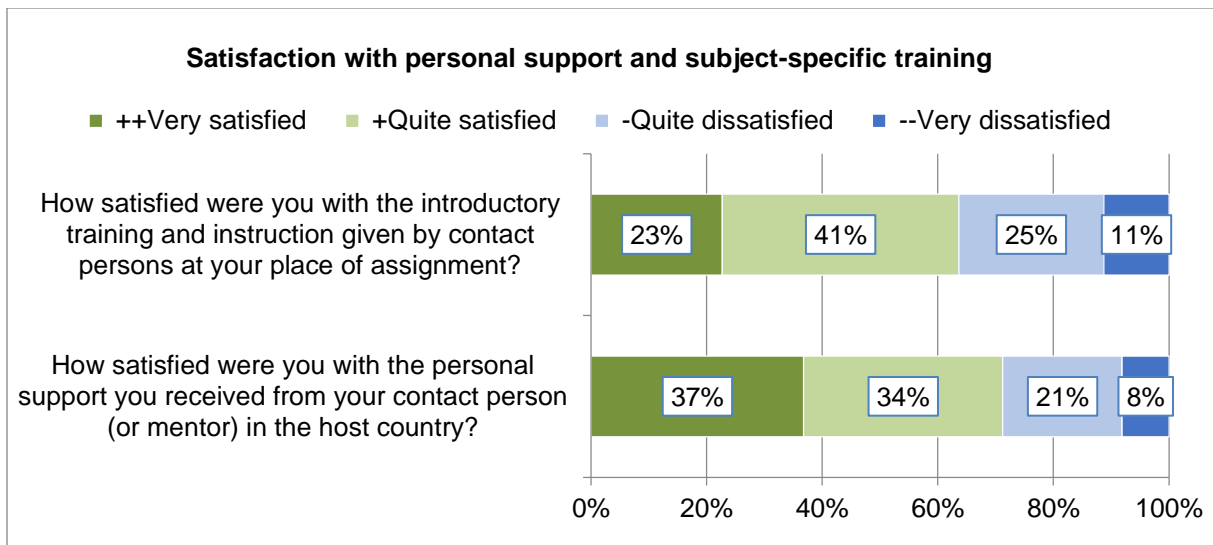 Satisfaction with personal support and subject-specific training
++Very satisfied +Quite satisfied -Quite dissatisfied --Very dissatisfied
How satisfied were you with the introductory
training and instruction given by contact
persons at your place of assignment?
23% 41% 25% 11%
How satisfied were you with the personal
support you received from your contact person
(or mentor) in the host country?
37% 34% 21% 8%
0% 20% 40% 60% 80% 100%